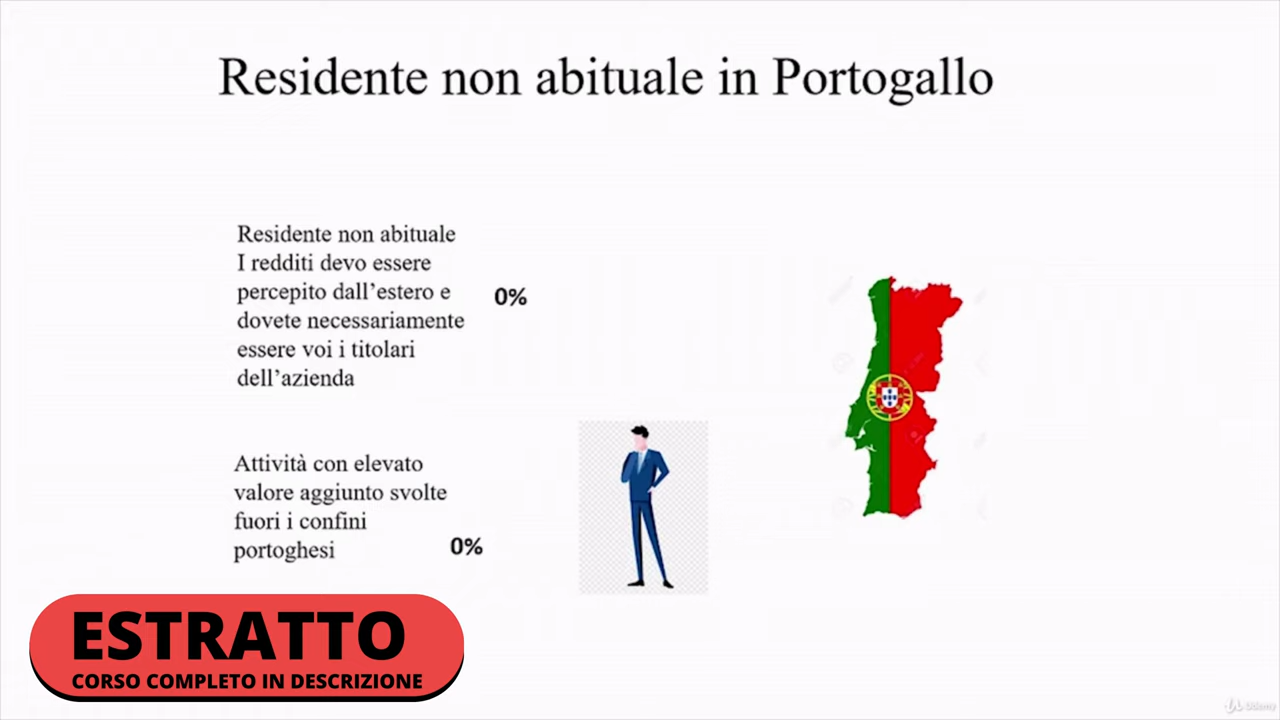 Residente non abituale in Portogallo
Residente non abituale
I redditi devo essere
percepito dall’estero e
dovete necessariamente
essere voi i titolari
dell’azienda
0%
Attività con elevato
valore aggiunto svolte
fuori i confini
portoghesi
0%
ESTRATTO
CORSO COMPLETO IN DESCRIZIONE
Udemy